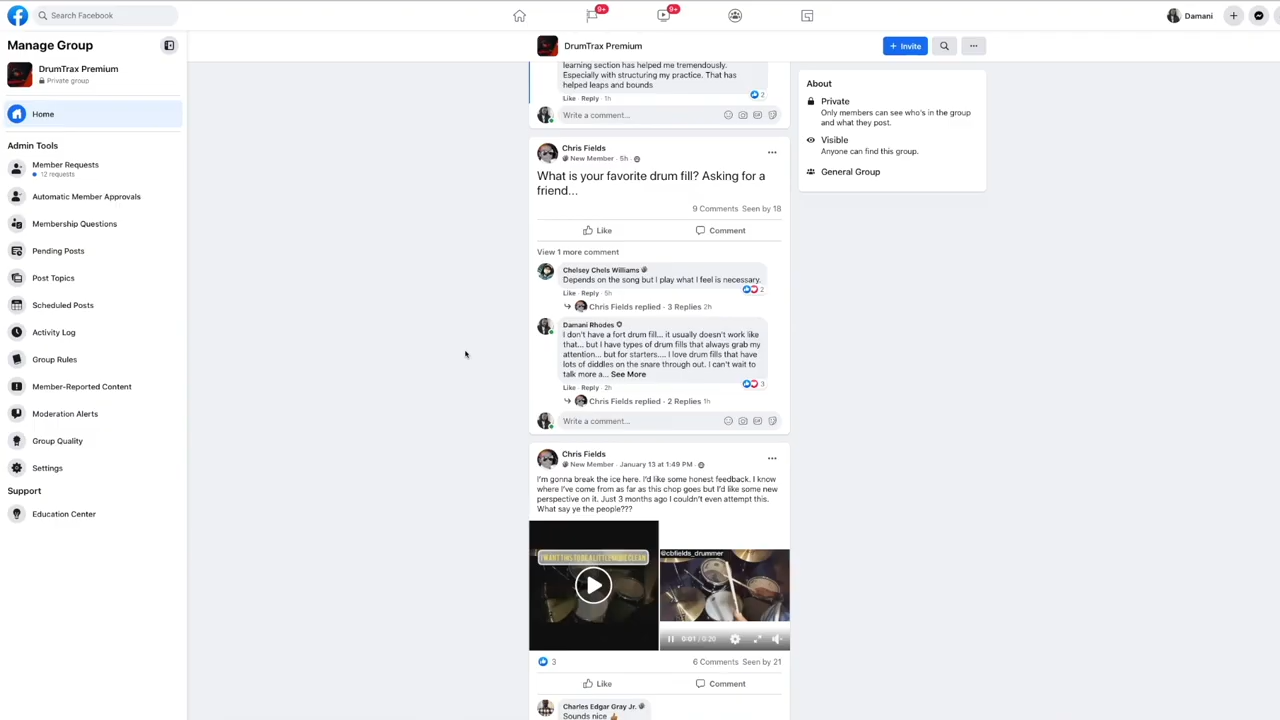 Search Facebook
9+
9+
Damani
Manage Group
DrumTrax Premium
Private group
Home
Admin Tools
Member Requests
12 requests
Automatic Member Approvals
Membership Questions
Pending Posts
Post Topics
Scheduled Posts
Activity Log
Group Rules
Member-Reported Content
Moderation Alerts
Group Quality
Settings
Support
Education Center
DrumTrax Premium
Invite
learning section has helped me tremendously.
Especially with structuring my practice. That has
helped leaps and bounds
2
Like · Reply · 1h
Write a comment...
Chris Fields
New Member · 5h ·
What is your favorite drum fill? Asking for a
friend...
9 Comments Seen by 18
Like Comment
View 1 more comment
Chelsey Chels Williams
Depends on the song but I play what I feel is necessary.
2
Like · Reply · 5h
Chris Fields replied · 3 Replies 2h
Damani Rhodes
I don't have a fort drum fill... it usually doesn't work like
that... but I have types of drum fills that always grab my
attention... but for starters.... I love drum fills that have
lots of diddles on the snare through out. I can't wait to
talk more a... See More
3
Like · Reply · 2h
Chris Fields replied · 2 Replies 1h
Write a comment...
Chris Fields
New Member · January 13 at 1:49 PM ·
I'm gonna break the ice here. I'd like some honest feedback. I know
where I've come from as far as this chop goes but I'd like some new
perspective on it. Just 3 months ago I couldn't even attempt this.
What say ye the people???
@cbfields_drummer
0:01 / 0:20
3
6 Comments Seen by 21
Like Comment
Charles Edgar Gray Jr.
Sounds nice 👍
About
Private
Only members can see who's in the group
and what they post.
Visible
Anyone can find this group.
General Group